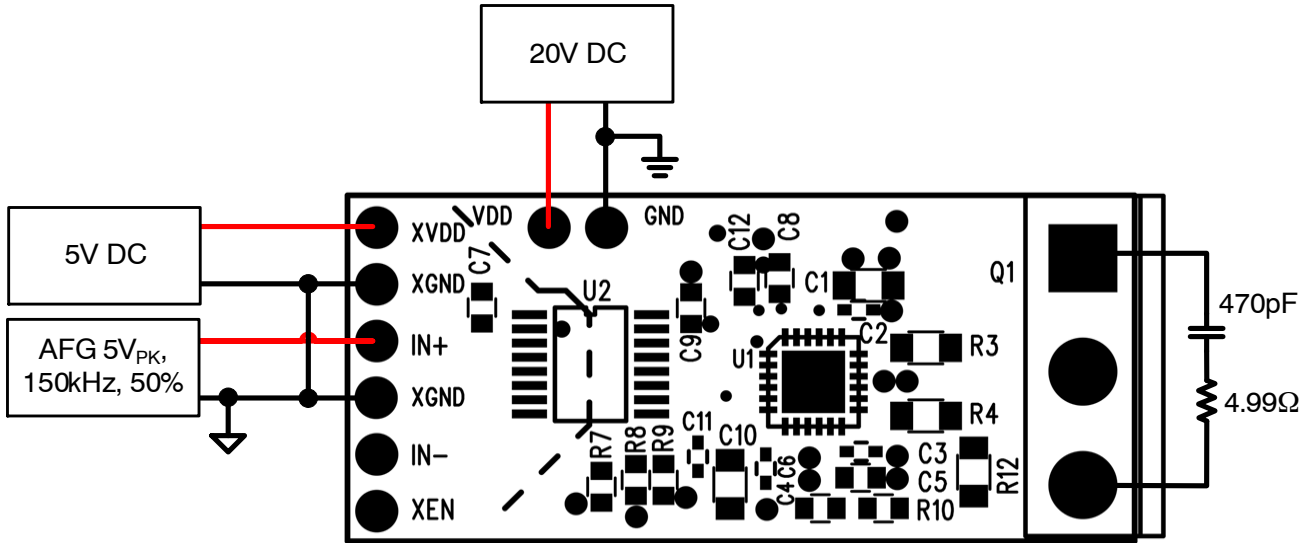 20V DC
5V DC
AFG 5VPK,
150kHz, 50%
XVDD
XGND
IN+
XGND
IN−
XEN
VDD
GND
C7
U2
C9
C12
C8
C1
C2
U1
Q1
R3
R4
R7
R8
R9
C11
C10
C4
C6
C3
C5
R10
R12
470pF
4.99Ω